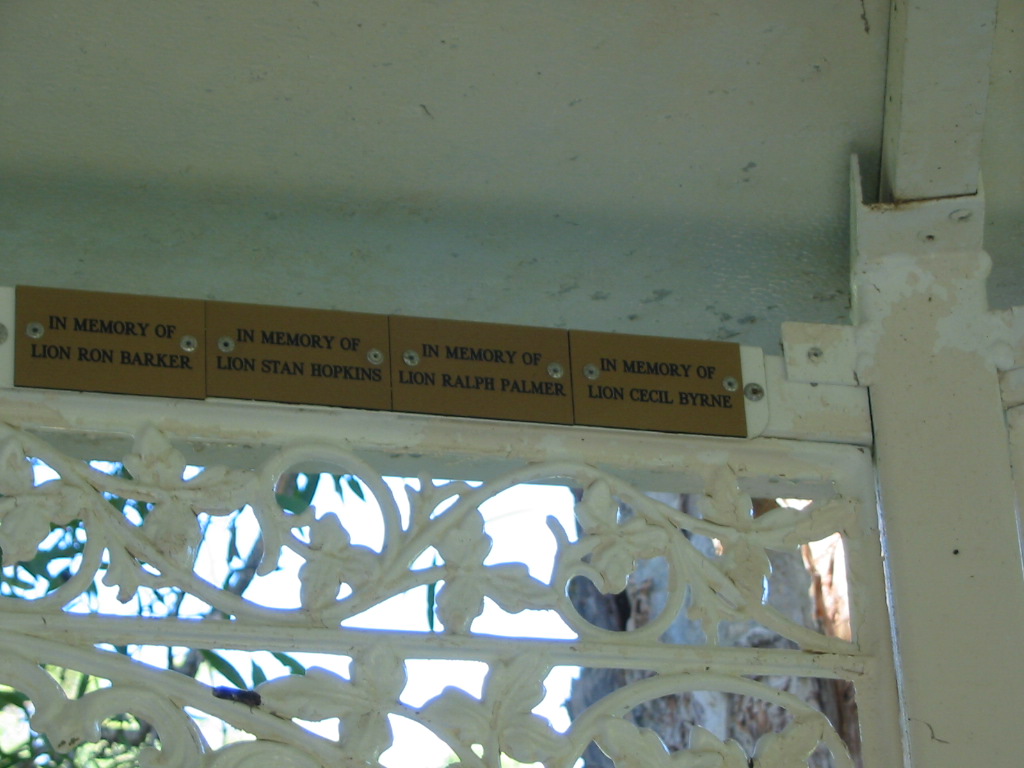 IN MEMORY OF
LION RON BARKER
IN MEMORY OF
LION STAN HOPKINS
IN MEMORY OF
LION RALPH PALMER
IN MEMORY OF
LION CECIL BYRNE